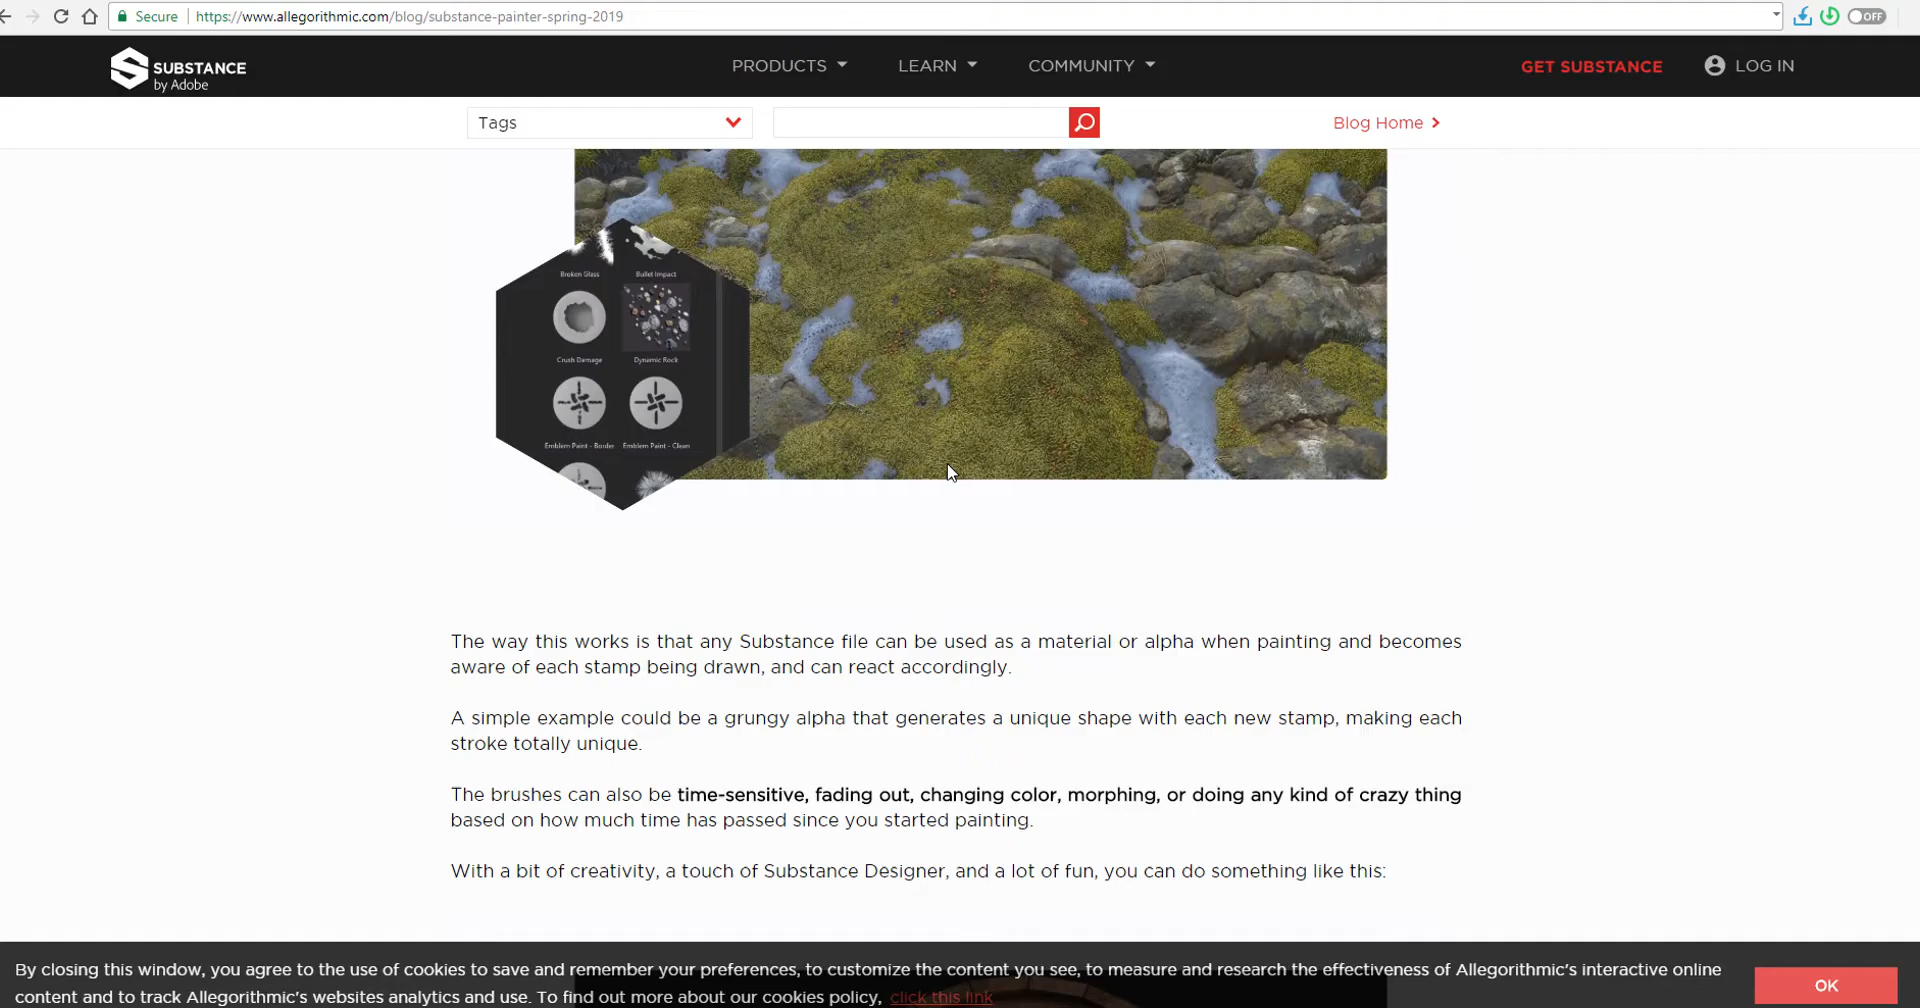 Secure https://www.allegorithmic.com/blog/substance-painter-spring-2019
OFF
SUBSTANCE
by Adobe
PRODUCTS LEARN COMMUNITY
GET SUBSTANCE LOG IN
Tags
Blog Home
Broken Glass Bullet Impact
Crush Damage Dynamic Rock
Emblem Paint - Border Emblem Paint - Clean
The way this works is that any Substance file can be used as a material or alpha when painting and becomes
aware of each stamp being drawn, and can react accordingly.
A simple example could be a grungy alpha that generates a unique shape with each new stamp, making each
stroke totally unique.
The brushes can also be time-sensitive, fading out, changing color, morphing, or doing any kind of crazy thing
based on how much time has passed since you started painting.
With a bit of creativity, a touch of Substance Designer, and a lot of fun, you can do something like this:
By closing this window, you agree to the use of cookies to save and remember your preferences, to customize the content you see, to measure and research the effectiveness of Allegorithmic's interactive online
content and to track Allegorithmic's websites analytics and use. To find out more about our cookies policy, click this link
OK